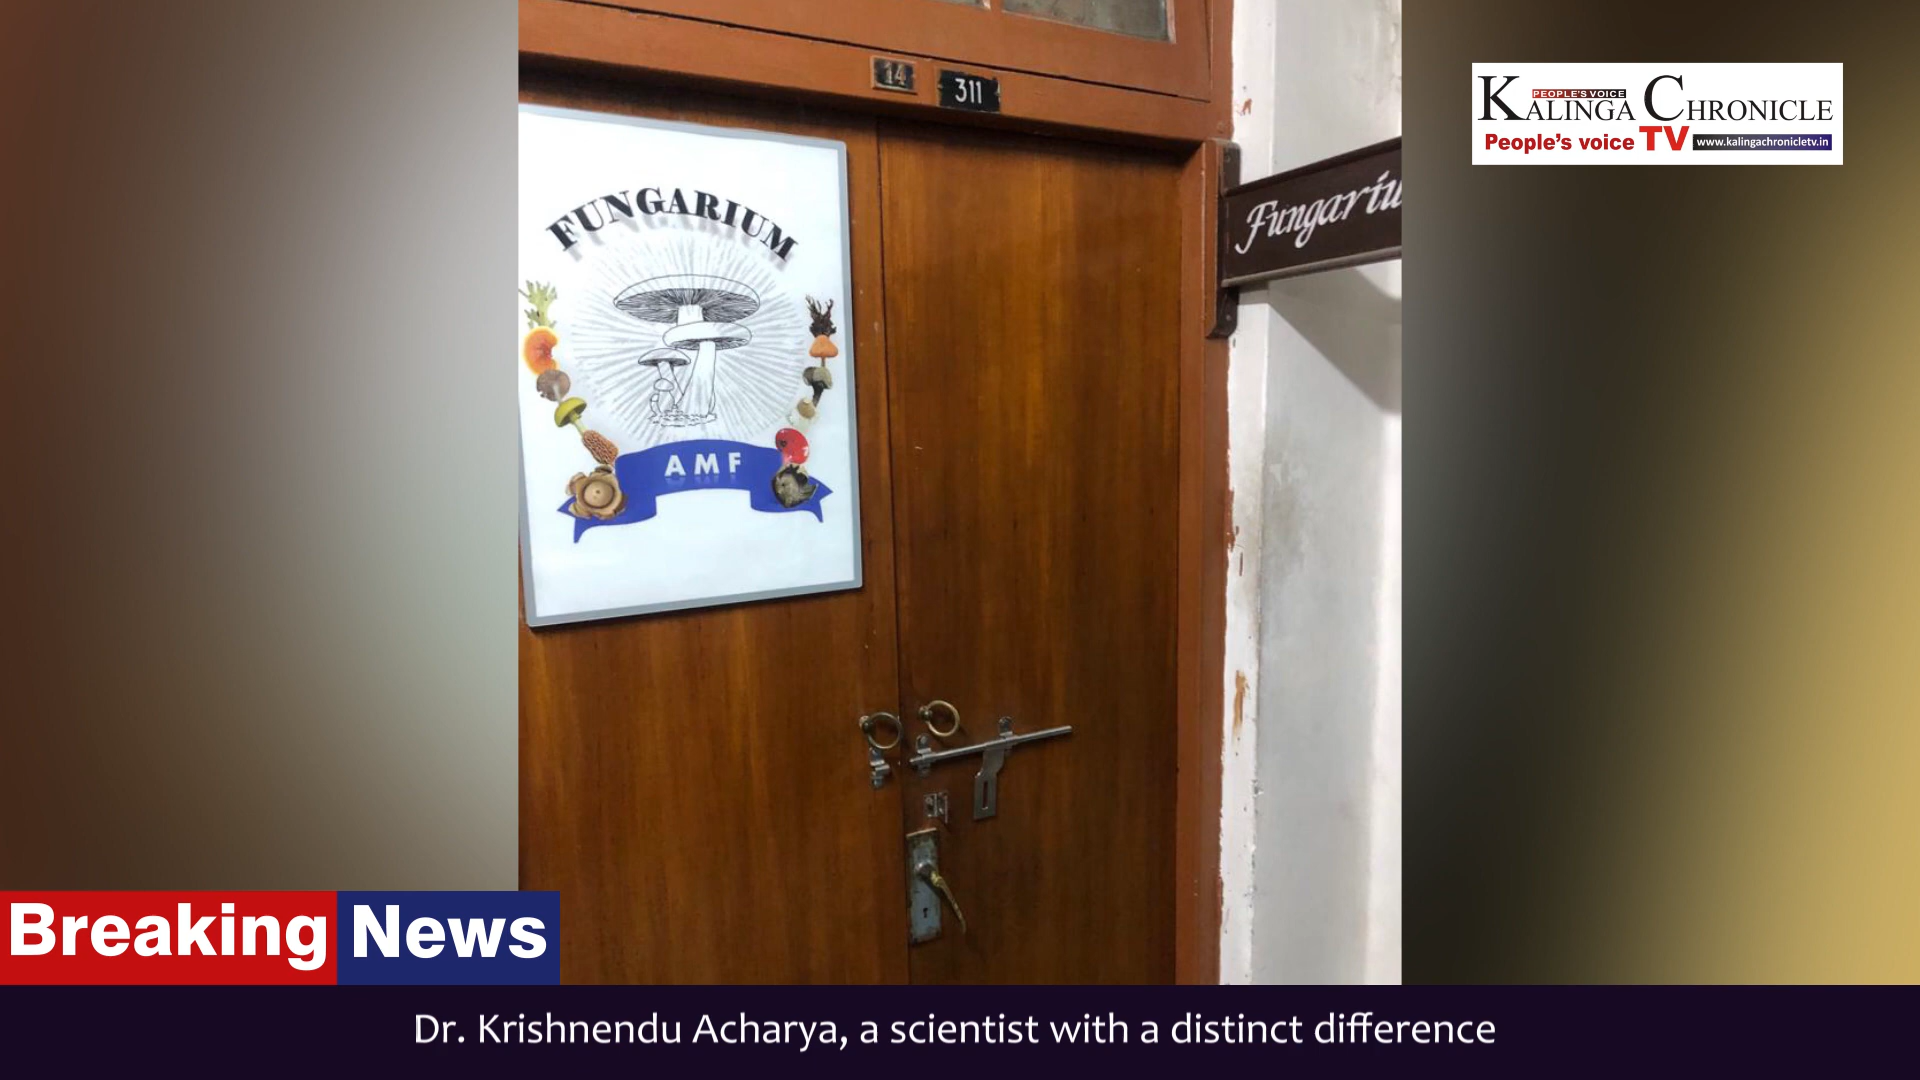 14
311
PEOPLE'S VOICE
KALINGA CHRONICLE
People's voice TV www.kalingachronicletv.in
Fungariu
FUNGARIUM
AMF
Breaking News
Dr. Krishnendu Acharya, a scientist with a distinct difference